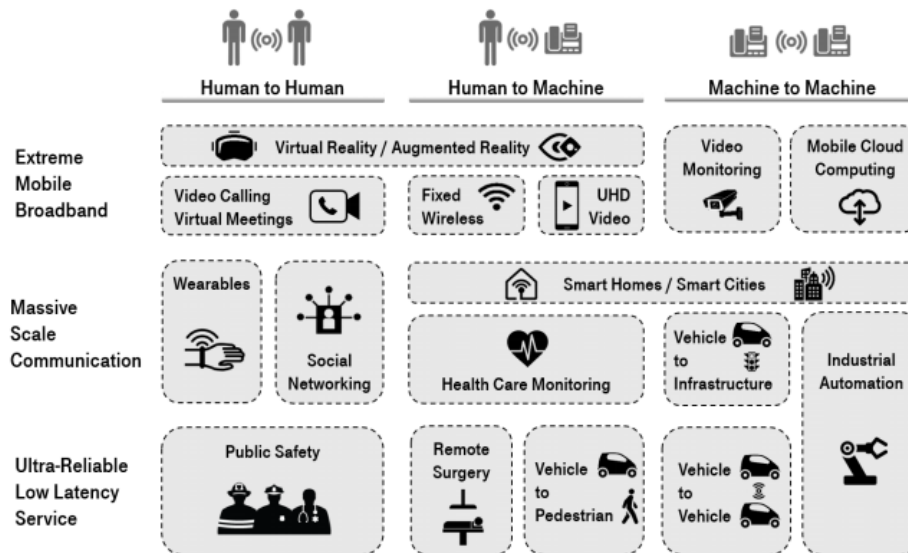 Human to Human
Human to Machine
Machine to Machine
Extreme
Mobile
Broadband
Virtual Reality / Augmented Reality
Video Calling
Virtual Meetings
Fixed
Wireless
UHD
Video
Video
Monitoring
Mobile Cloud
Computing
Massive
Scale
Communication
Wearables
Social
Networking
Smart Homes / Smart Cities
Health Care Monitoring
Vehicle
to
Infrastructure
Industrial
Automation
Ultra-Reliable
Low Latency
Service
Public Safety
Remote
Surgery
Vehicle
to
Pedestrian
Vehicle
to
Vehicle